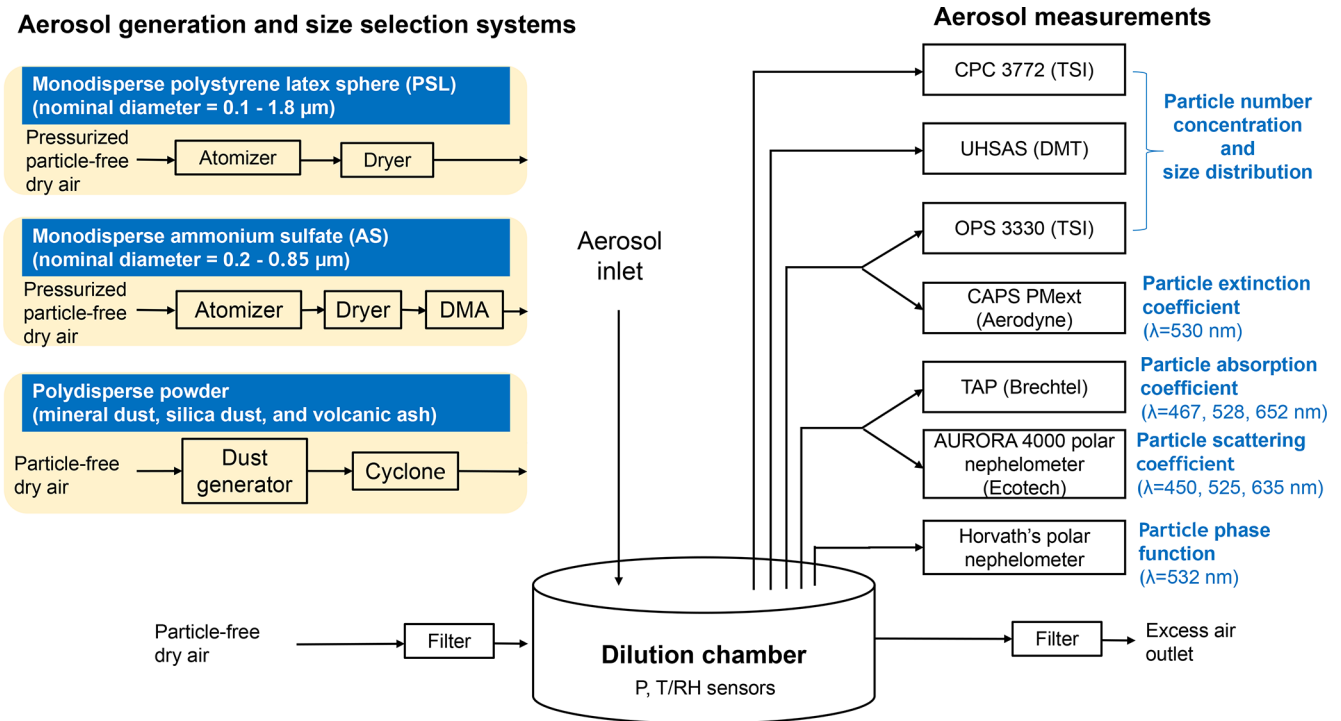 Aerosol generation and size selection systems
Monodisperse polystyrene latex sphere (PSL)
(nominal diameter = 0.1 - 1.8 μm)
Pressurized
particle-free
dry air
Atomizer
Dryer
Monodisperse ammonium sulfate (AS)
(nominal diameter = 0.2 - 0.85 μm)
Pressurized
particle-free
dry air
Atomizer
Dryer
DMA
Polydisperse powder
(mineral dust, silica dust, and volcanic ash)
Particle-free
dry air
Dust
generator
Cyclone
Aerosol
inlet
Aerosol measurements
CPC 3772 (TSI)
UHSAS (DMT)
OPS 3330 (TSI)
Particle number
concentration
and
size distribution
CAPS PMext
(Aerodyne)
Particle extinction
coefficient
(λ=530 nm)
TAP (Brechtel)
Particle absorption
coefficient
(λ=467, 528, 652 nm)
AURORA 4000 polar
nephelometer
(Ecotech)
Particle scattering
coefficient
(λ=450, 525, 635 nm)
Horvath's polar
nephelometer
Particle phase
function
(λ=532 nm)
Particle-free
dry air
Filter
Dilution chamber
P, T/RH sensors
Filter
Excess air
outlet